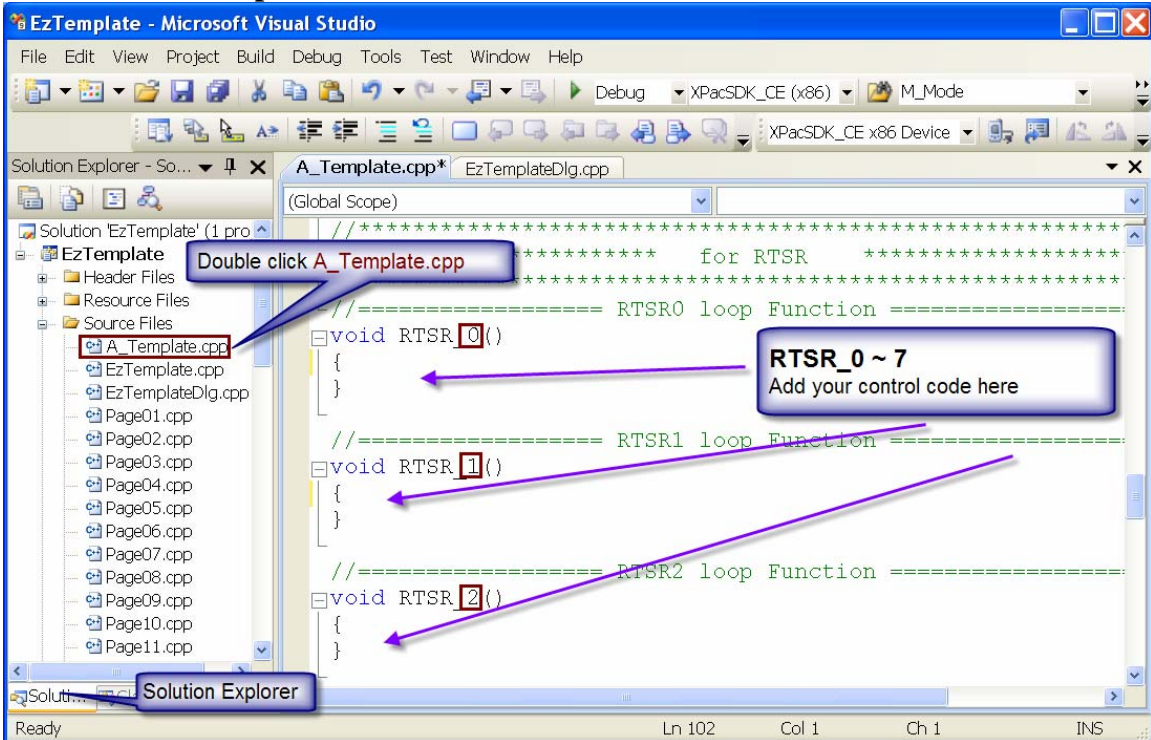 EzTemplate - Microsoft Visual Studio
File Edit View Project Build Debug Tools Test Window Help
Debug XPacSDK_CE (x86) M_Mode
XPacSDK_CE x86 Device
Solution Explorer - So...
A_Template.cpp* EzTemplateDlg.cpp
(Global Scope)
Solution 'EzTemplate' (1 pro
EzTemplate
Header Files
Resource Files
Source Files
A_Template.cpp
EzTemplate.cpp
EzTemplateDlg.cpp
Page01.cpp
Page02.cpp
Page03.cpp
Page04.cpp
Page05.cpp
Page06.cpp
Page07.cpp
Page08.cpp
Page09.cpp
Page10.cpp
Page11.cpp
Soluti...
Double click A_Template.cpp
Solution Explorer
//*********************************************************
************ for RTSR *******************
*********************************************************
//================== RTSR0 loop Function ==================
void RTSR_0()
{
}
//================== RTSR1 loop Function ==================
void RTSR_1()
{
}
//================== RTSR2 loop Function ==================
void RTSR_2()
{
}
RTSR_0 ~ 7
Add your control code here
Ready Ln 102 Col 1 Ch 1 INS